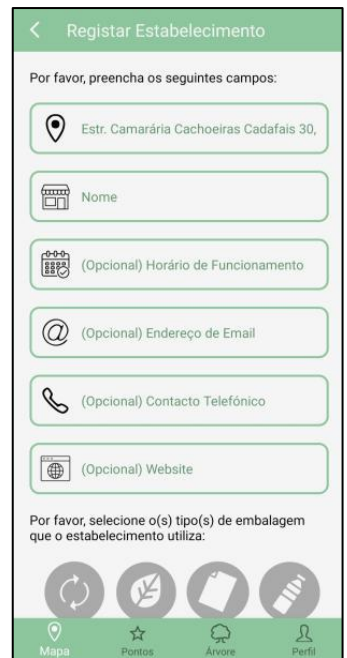 Registar Estabelecimento
Por favor, preencha os seguintes campos:
Estr. Camarária Cachoeiras Cadafais 30,
Nome
(Opcional) Horário de Funcionamento
(Opcional) Endereço de Email
(Opcional) Contacto Telefónico
(Opcional) Website
Por favor, selecione o(s) tipo(s) de embalagem
que o estabelecimento utiliza:
Mapa Pontos Árvore Perfil